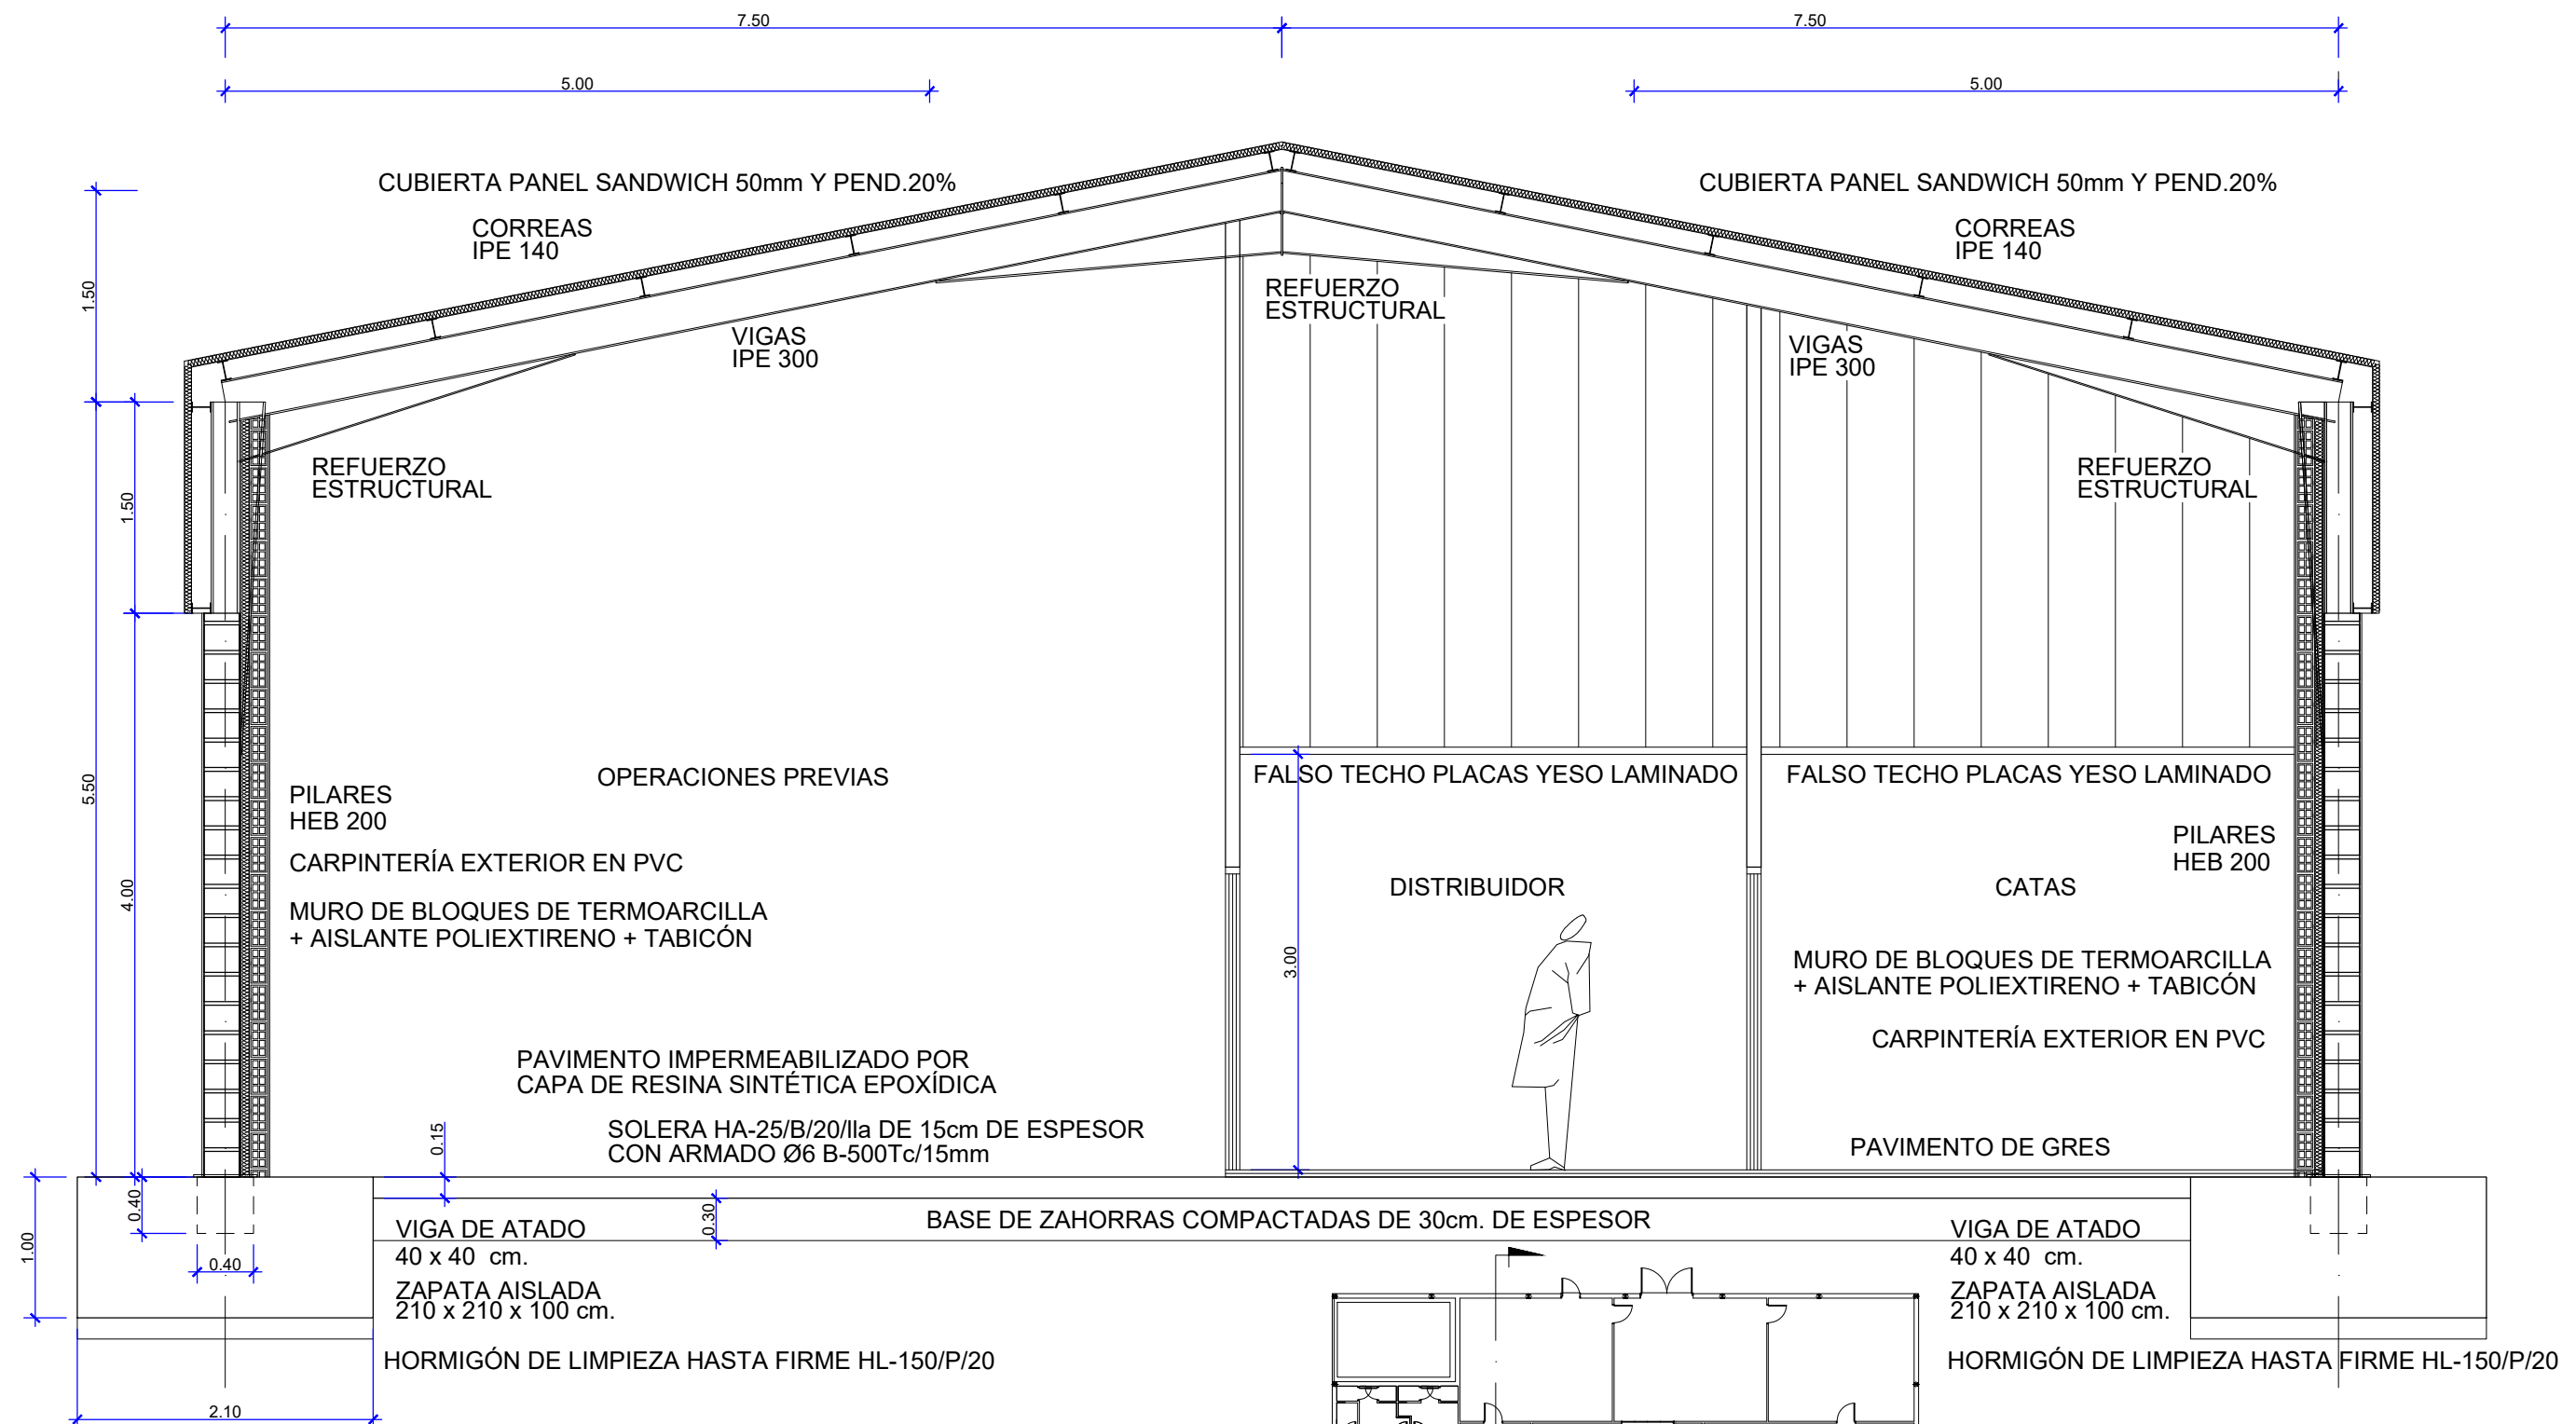 7.50
7.50
5.00
5.00
CUBIERTA PANEL SANDWICH 50mm Y PEND.20%
CUBIERTA PANEL SANDWICH 50mm Y PEND.20%
CORREAS
IPE 140
CORREAS
IPE 140
1.50
REFUERZO
ESTRUCTURAL
VIGAS
IPE 300
VIGAS
IPE 300
REFUERZO
ESTRUCTURAL
REFUERZO
ESTRUCTURAL
1.50
5.50
4.00
OPERACIONES PREVIAS
FALSO TECHO PLACAS YESO LAMINADO
FALSO TECHO PLACAS YESO LAMINADO
PILARES
HEB 200
PILARES
HEB 200
CARPINTERÍA EXTERIOR EN PVC
DISTRIBUIDOR
CATAS
MURO DE BLOQUES DE TERMOARCILLA
+ AISLANTE POLIEXTIRENO + TABICÓN
3.00
MURO DE BLOQUES DE TERMOARCILLA
+ AISLANTE POLIEXTIRENO + TABICÓN
CARPINTERÍA EXTERIOR EN PVC
PAVIMENTO IMPERMEABILIZADO POR
CAPA DE RESINA SINTÉTICA EPOXÍDICA
0.15
SOLERA HA-25/B/20/lla DE 15cm DE ESPESOR
CON ARMADO Ø6 B-500Tc/15mm
PAVIMENTO DE GRES
0.40
0.30
BASE DE ZAHORRAS COMPACTADAS DE 30cm. DE ESPESOR
1.00
0.40
VIGA DE ATADO
40 x 40 cm.
ZAPATA AISLADA
210 x 210 x 100 cm.
VIGA DE ATADO
40 x 40 cm.
ZAPATA AISLADA
210 x 210 x 100 cm.
HORMIGÓN DE LIMPIEZA HASTA FIRME HL-150/P/20
HORMIGÓN DE LIMPIEZA HASTA FIRME HL-150/P/20
2.10